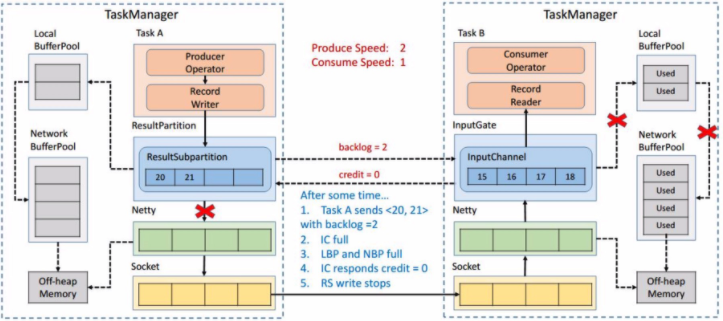 TaskManager
Local
BufferPool
Task A
Producer
Operator
Record
Writer
ResultPartition
Network
BufferPool
ResultSubpartition
20 21
Netty
Off-heap
Memory
Socket
Produce Speed: 2
Consume Speed: 1
backlog = 2
credit = 0
After some time...
1. Task A sends <20, 21>
with backlog =2
2. IC full
3. LBP and NBP full
4. IC responds credit = 0
5. RS write stops
TaskManager
Task B
Consumer
Operator
Record
Reader
InputGate
InputChannel
15 16 17 18
Netty
Socket
Local
BufferPool
Used
Used
Network
BufferPool
Used
Used
Used
Used
Off-heap
Memory